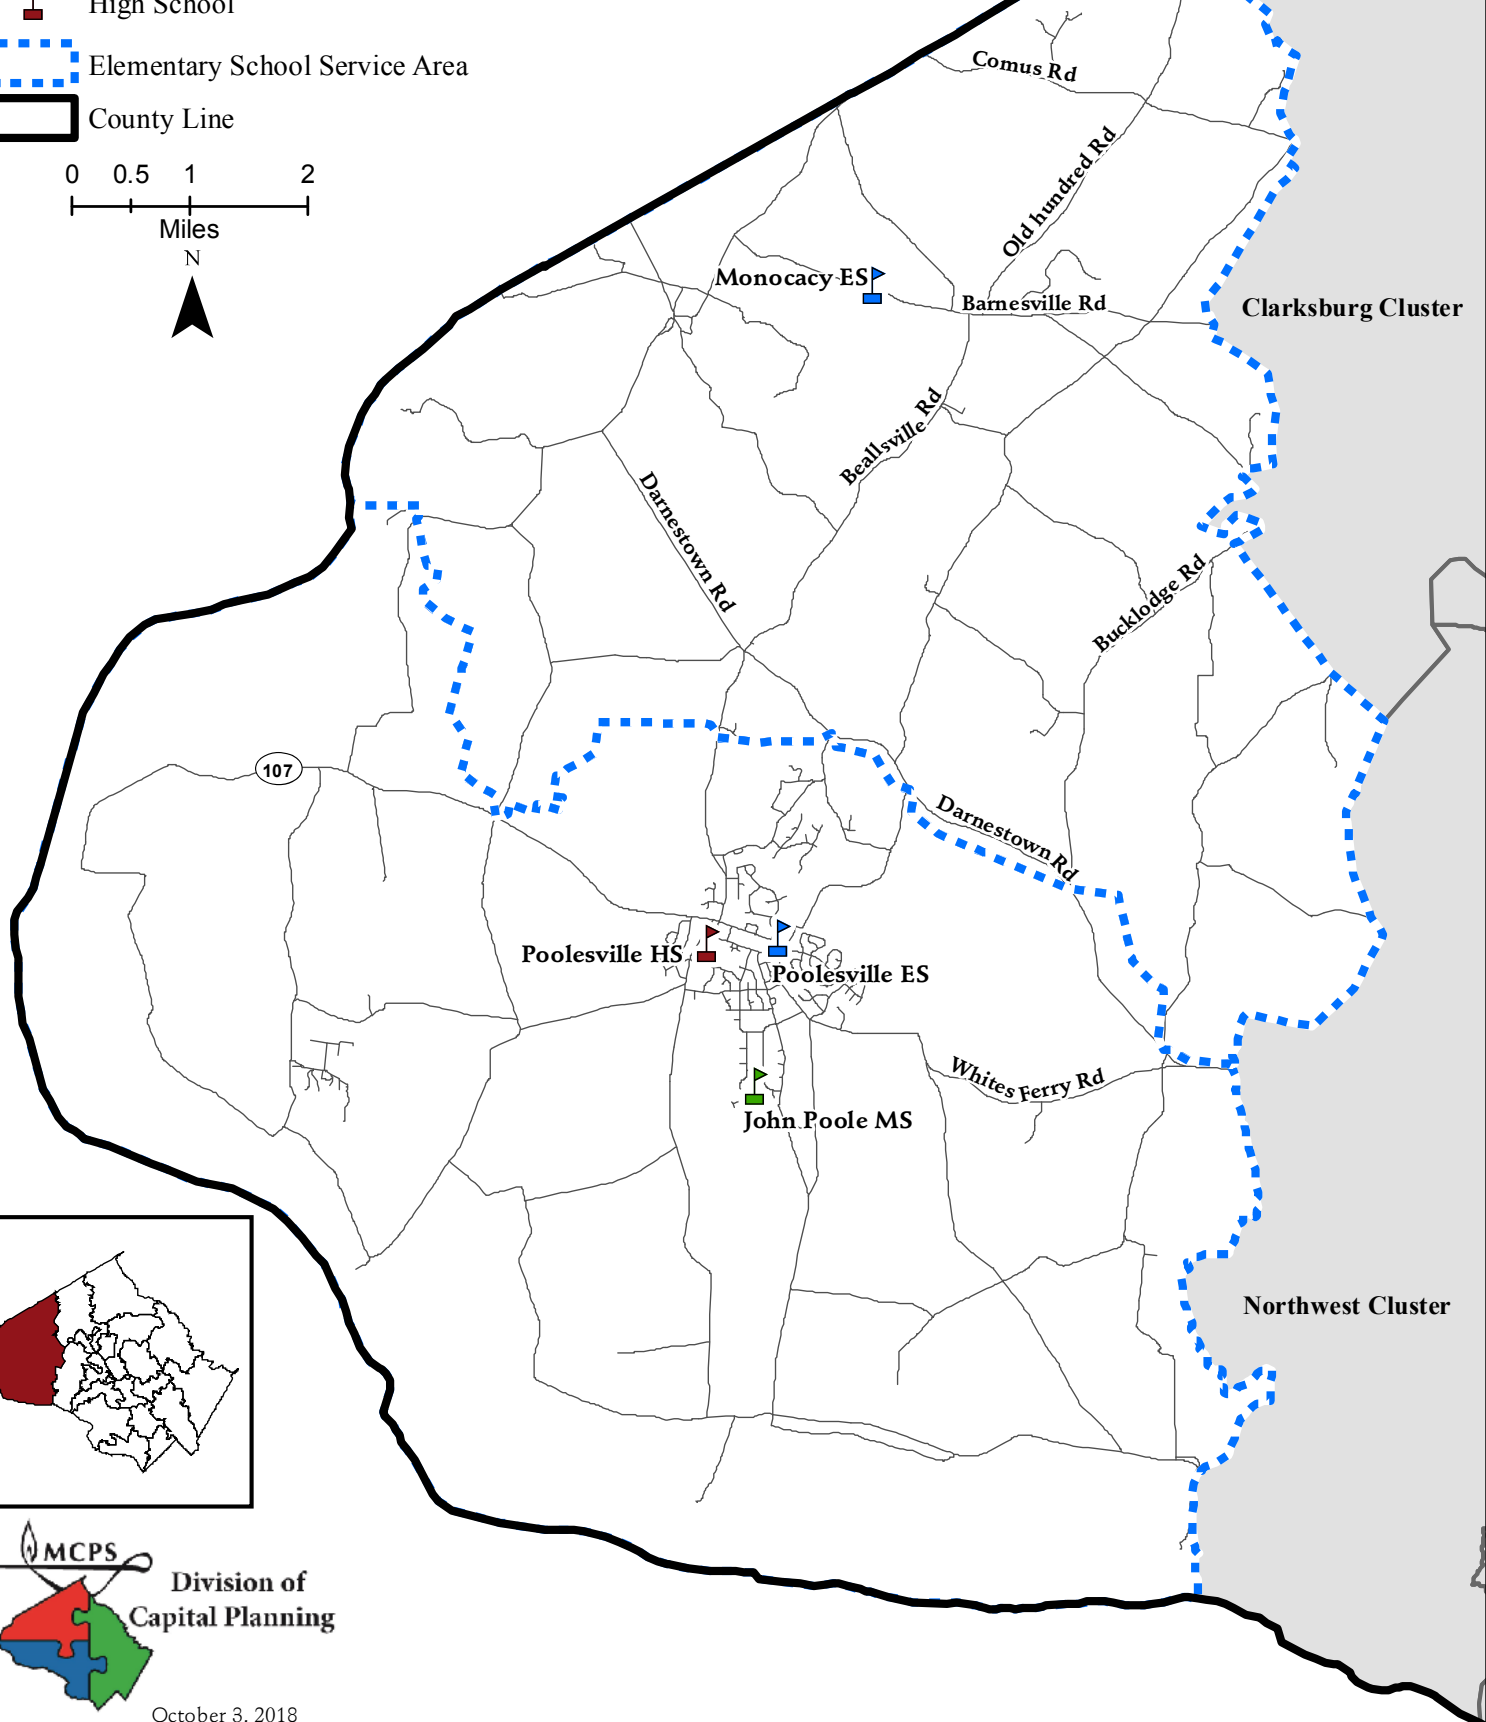 High School
Elementary School Service Area
County Line
0 0.5 1 2
Miles
N
Comus Rd
Old hundred Rd
Monocacy ES
Barnesville Rd
Clarksburg Cluster
Beallsville Rd
Darnestown Rd
Bucklodge Rd
107
Darnestown Rd
Poolesville HS
Poolesville ES
Whites Ferry Rd
John Poole MS
Northwest Cluster
MCPS
Division of
Capital Planning
October 3, 2018